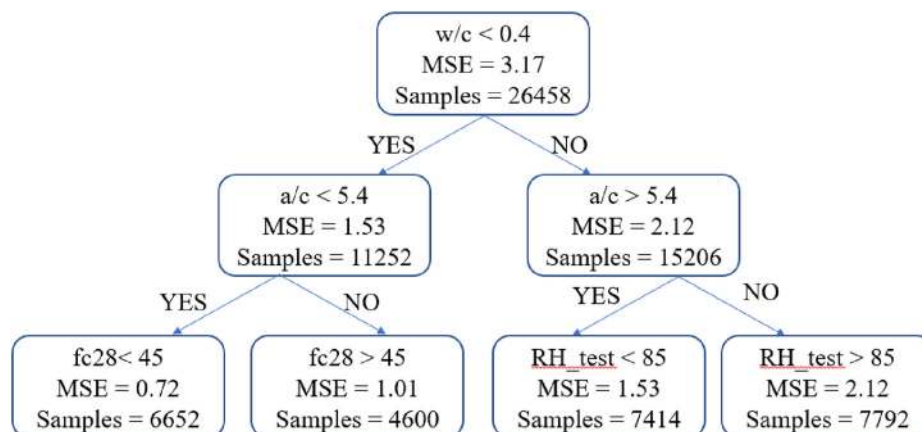 w/c < 0.4
MSE = 3.17
Samples = 26458
YES
NO
a/c < 5.4
MSE = 1.53
Samples = 11252
a/c > 5.4
MSE = 2.12
Samples = 15206
YES
NO
YES
NO
fc28< 45
MSE = 0.72
Samples = 6652
fc28 > 45
MSE = 1.01
Samples = 4600
RH_test < 85
MSE = 1.53
Samples = 7414
RH_test > 85
MSE = 2.12
Samples = 7792